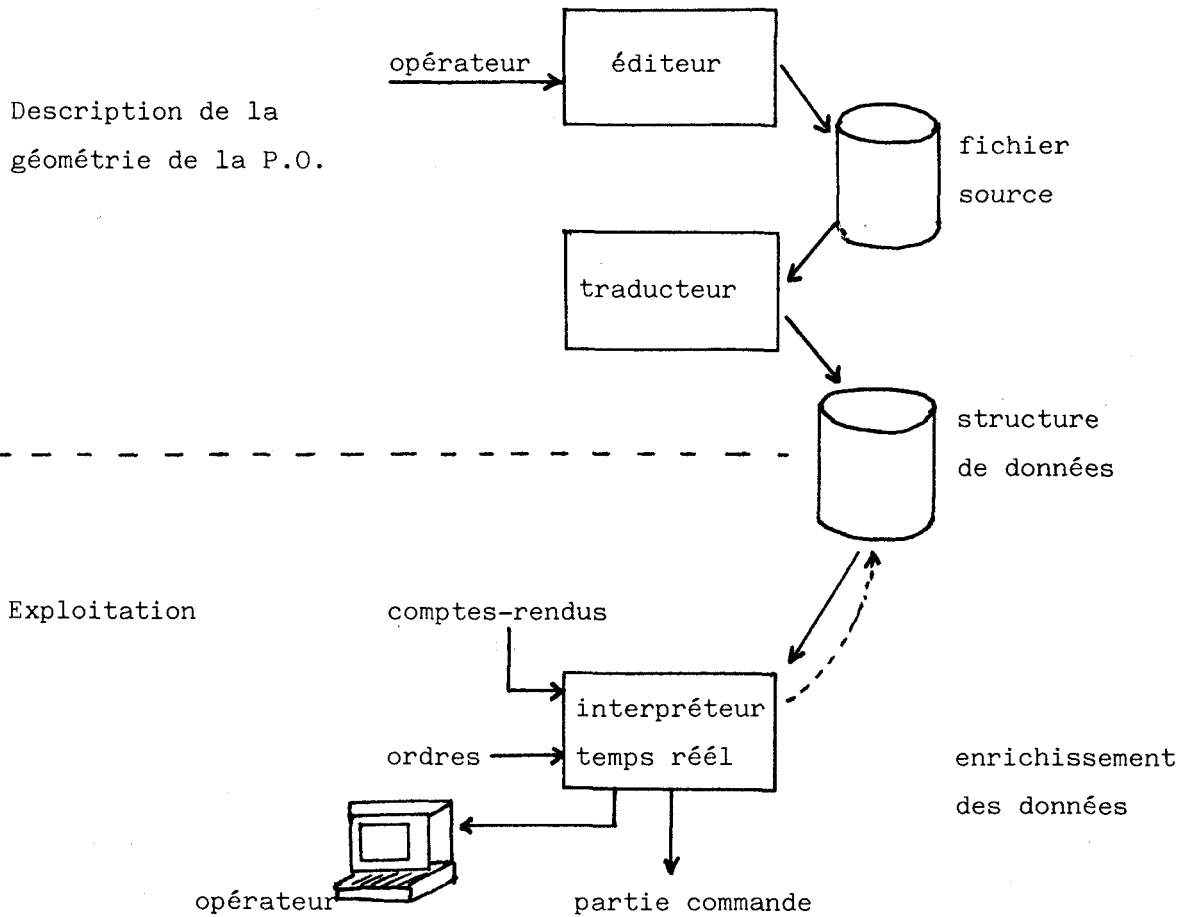 opérateur
éditeur
Description de la
géométrie de la P.O.
fichier
source
traducteur
structure
de données
Exploitation
comptes-rendus
interpréteur
ordres
temps réél
enrichissement
des données
opérateur
partie commande